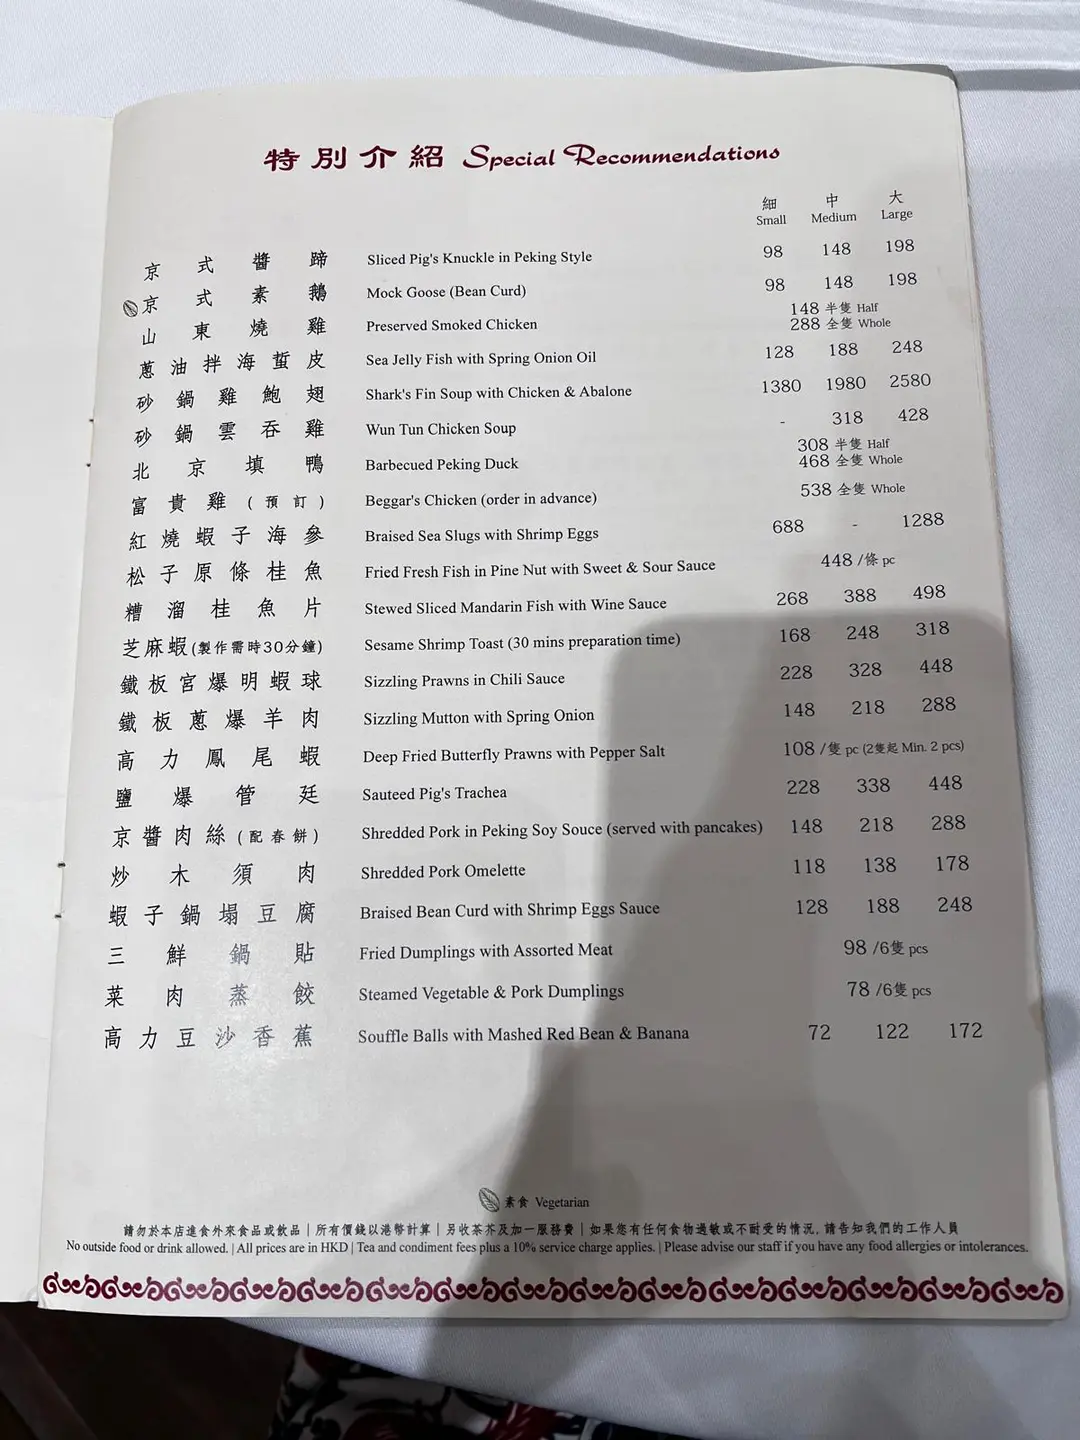 特別介紹 Special Recommendations
細 中 大
Small Medium Large
京式醬蹄 Sliced Pig's Knuckle in Peking Style 98 148 198
京式素鵝 Mock Goose (Bean Curd) 98 148 198
山東燒雞 Preserved Smoked Chicken 148 半隻 Half
288 全隻 Whole
蔥油拌海蜇皮 Sea Jelly Fish with Spring Onion Oil 128 188 248
砂鍋雞鮑翅 Shark's Fin Soup with Chicken & Abalone 1380 1980 2580
砂鍋雲吞雞 Wun Tun Chicken Soup - 318 428
北京填鴨 Barbecued Peking Duck 308 半隻 Half
468 全隻 Whole
富貴雞(預訂) Beggar's Chicken (order in advance) 538 全隻 Whole
紅燒蝦子海參 Braised Sea Slugs with Shrimp Eggs 688 - 1288
松子原條桂魚 Fried Fresh Fish in Pine Nut with Sweet & Sour Sauce 448 /條 pc
糟溜桂魚片 Stewed Sliced Mandarin Fish with Wine Sauce 268 388 498
芝麻蝦(製作需時30分鐘) Sesame Shrimp Toast (30 mins preparation time) 168 248 318
鐵板宮爆明蝦球 Sizzling Prawns in Chili Sauce 228 328 448
鐵板蔥爆羊肉 Sizzling Mutton with Spring Onion 148 218 288
高力鳳尾蝦 Deep Fried Butterfly Prawns with Pepper Salt 108 /隻 pc (2隻起 Min. 2 pcs)
鹽爆管廷 Sauteed Pig's Trachea 228 338 448
京醬肉絲(配春餅) Shredded Pork in Peking Soy Souce (served with pancakes) 148 218 288
炒木須肉 Shredded Pork Omelette 118 138 178
蝦子鍋塌豆腐 Braised Bean Curd with Shrimp Eggs Sauce 128 188 248
三鮮鍋貼 Fried Dumplings with Assorted Meat 98 /6隻 pcs
菜肉蒸餃 Steamed Vegetable & Pork Dumplings 78 /6隻 pcs
高力豆沙香蕉 Souffle Balls with Mashed Red Bean & Banana 72 122 172
素食 Vegetarian
請勿於本店進食外來食品或飲品 | 所有價錢以港幣計算 | 另收茶芥及加一服務費 | 如果您有任何食物過敏或不耐受的情況, 請告知我們的工作人員
No outside food or drink allowed. | All prices are in HKD | Tea and condiment fees plus a 10% service charge applies. | Please advise our staff if you have any food allergies or intolerances.